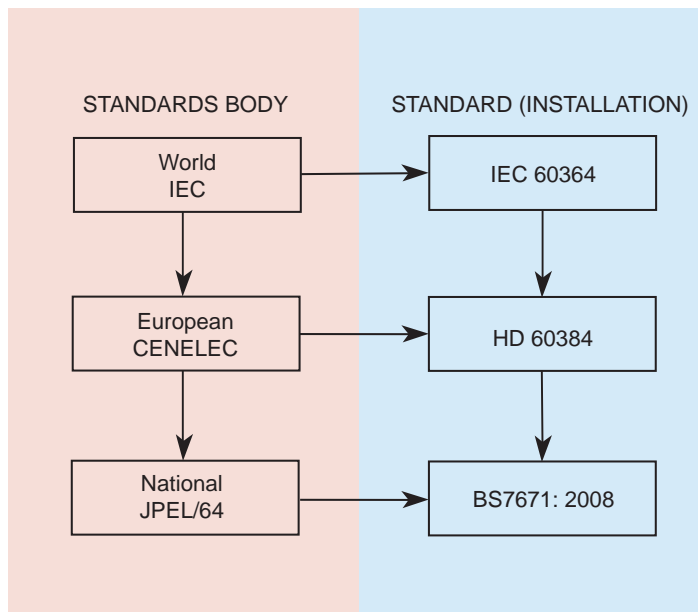 STANDARDS BODY
STANDARD (INSTALLATION)
World
IEC
IEC 60364
European
CENELEC
HD 60384
National
JPEL/64
BS7671: 2008